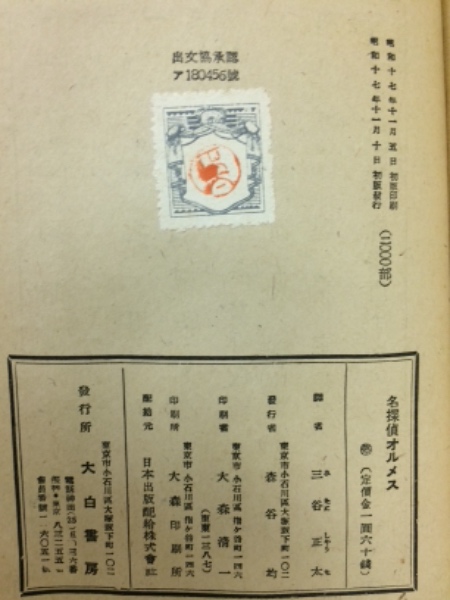 出文協承認
ア180456號
昭和十七年十一月五日 初版印刷
昭和十七年十一月十日 初版發行
(二〇〇〇部)
名探偵オルメス
(定價金一圓六十錢)
譯者 三谷正太
發行者 東京市小石川區大塚坂下町一〇二 森谷均
印刷者 東京市小石川區指ヶ谷町一四六 大森清一
(東東一三八七)
印刷所 東京市小石川區指ヶ谷町一四六 大森印刷所
配給元 日本出版配給株式會社
發行所 東京市小石川區大塚坂下町一〇二 大白書房